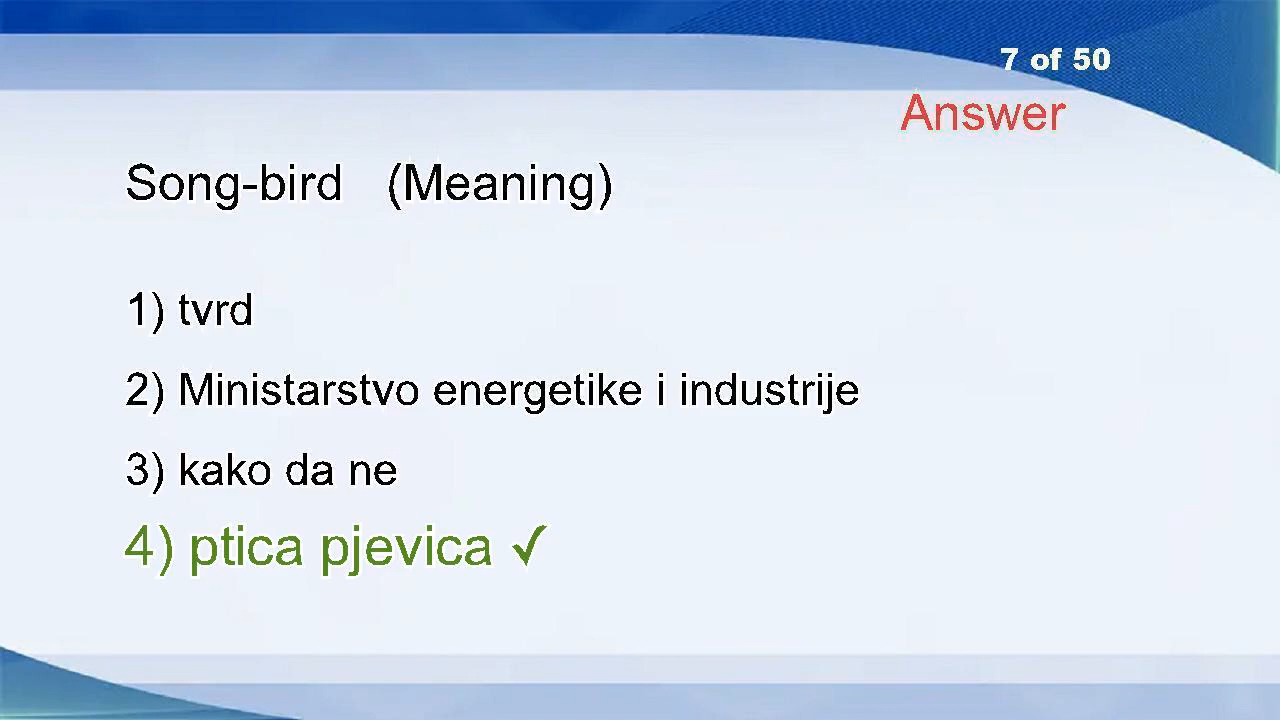 7 of 50
Answer
Song-bird (Meaning)
1) tvrd
2) Ministarstvo energetike i industrije
3) kako da ne
4) ptica pjevica ✓